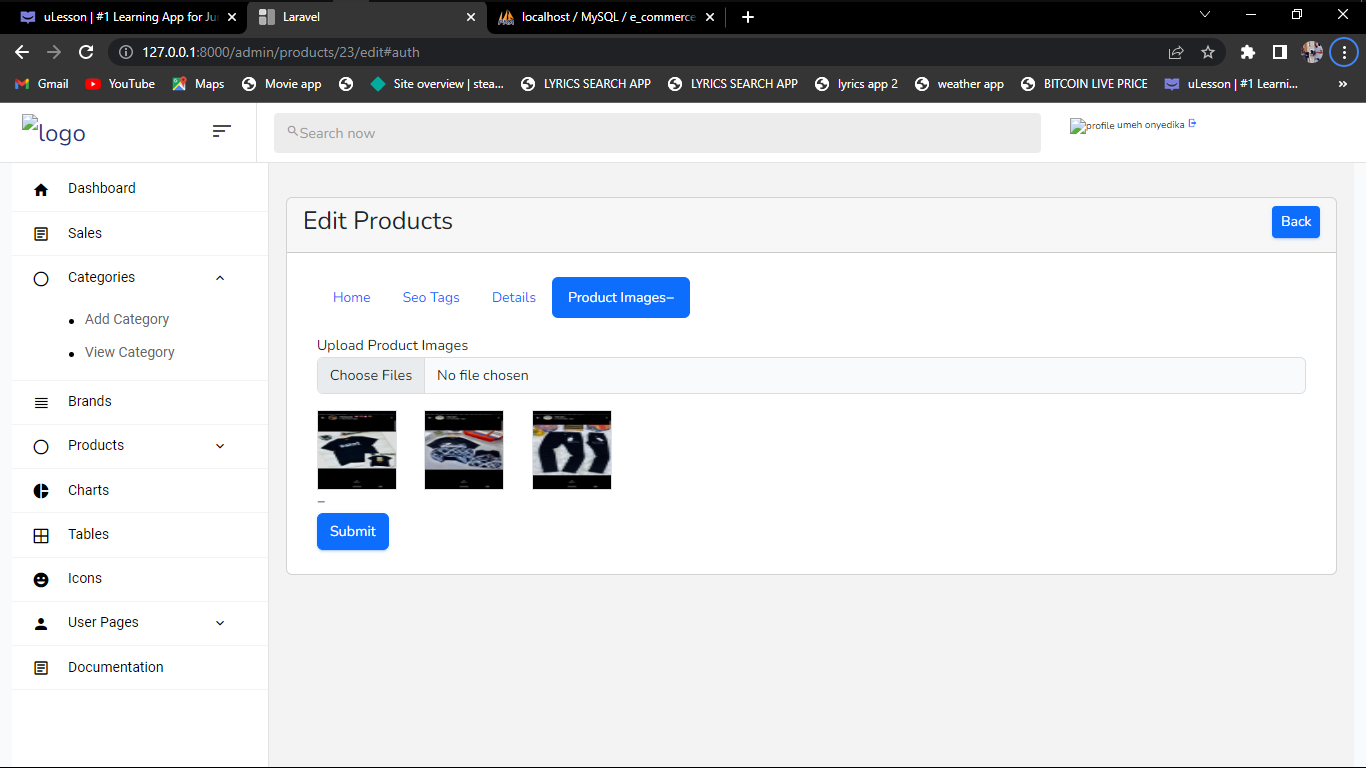 uLesson | #1 Learning App for Ju
Laravel
localhost / MySQL / e_commerce
127.0.0.1:8000/admin/products/23/edit#auth
Gmail
YouTube
Maps
Movie app
Site overview | stea...
LYRICS SEARCH APP
LYRICS SEARCH APP
lyrics app 2
weather app
BITCOIN LIVE PRICE
uLesson | #1 Learni...
»
logo
Search now
profile umeh onyedika
Dashboard
Sales
Categories
Add Category
View Category
Brands
Products
Charts
Tables
Icons
User Pages
Documentation
Edit Products
Back
Home
Seo Tags
Details
Product Images–
Upload Product Images
Choose Files
No file chosen
–
Submit